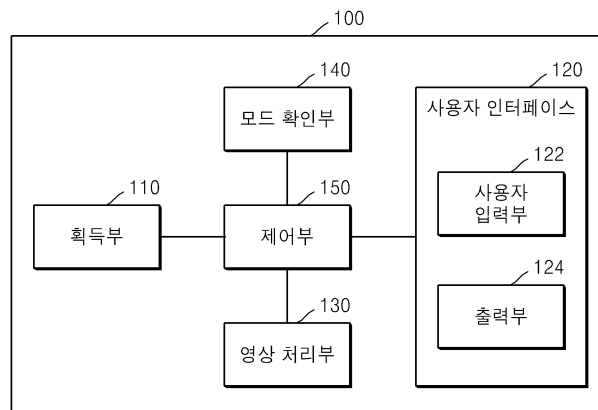 100
140
모드 확인부
120
사용자 인터페이스
122
사용자
입력부
110
획득부
150
제어부
124
출력부
130
영상 처리부